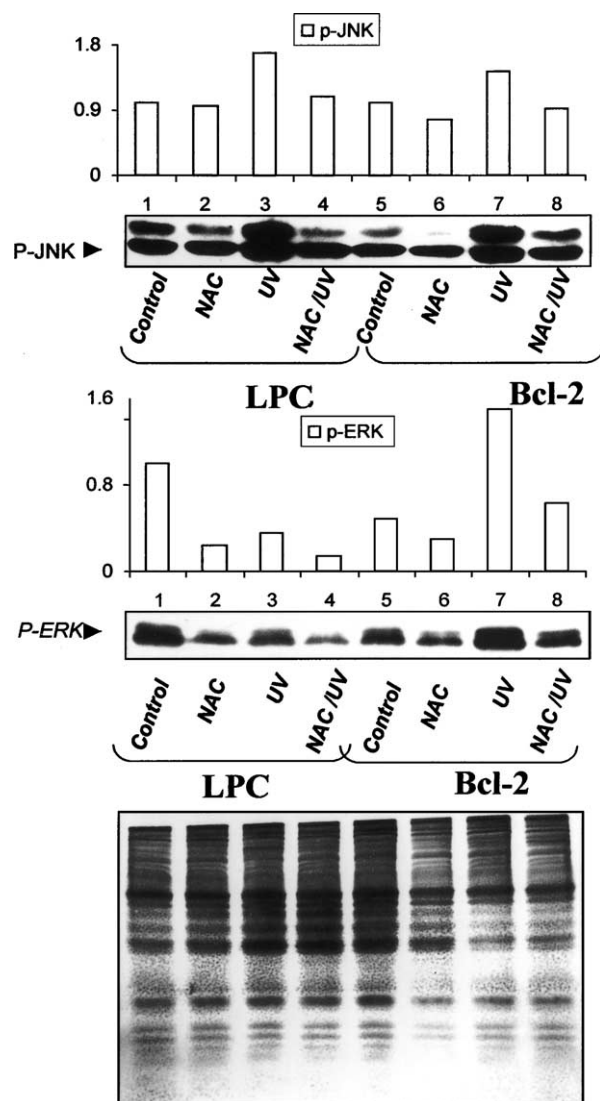 p-JNK
1.8
0.9
0
1 2 3 4 5 6 7 8
P-JNK
Control NAC UV NAC/UV Control NAC UV NAC/UV
LPC Bcl-2
1.6
p-ERK
0.8
0
1 2 3 4 5 6 7 8
P-ERK
Control NAC UV NAC/UV Control NAC UV NAC/UV
LPC Bcl-2